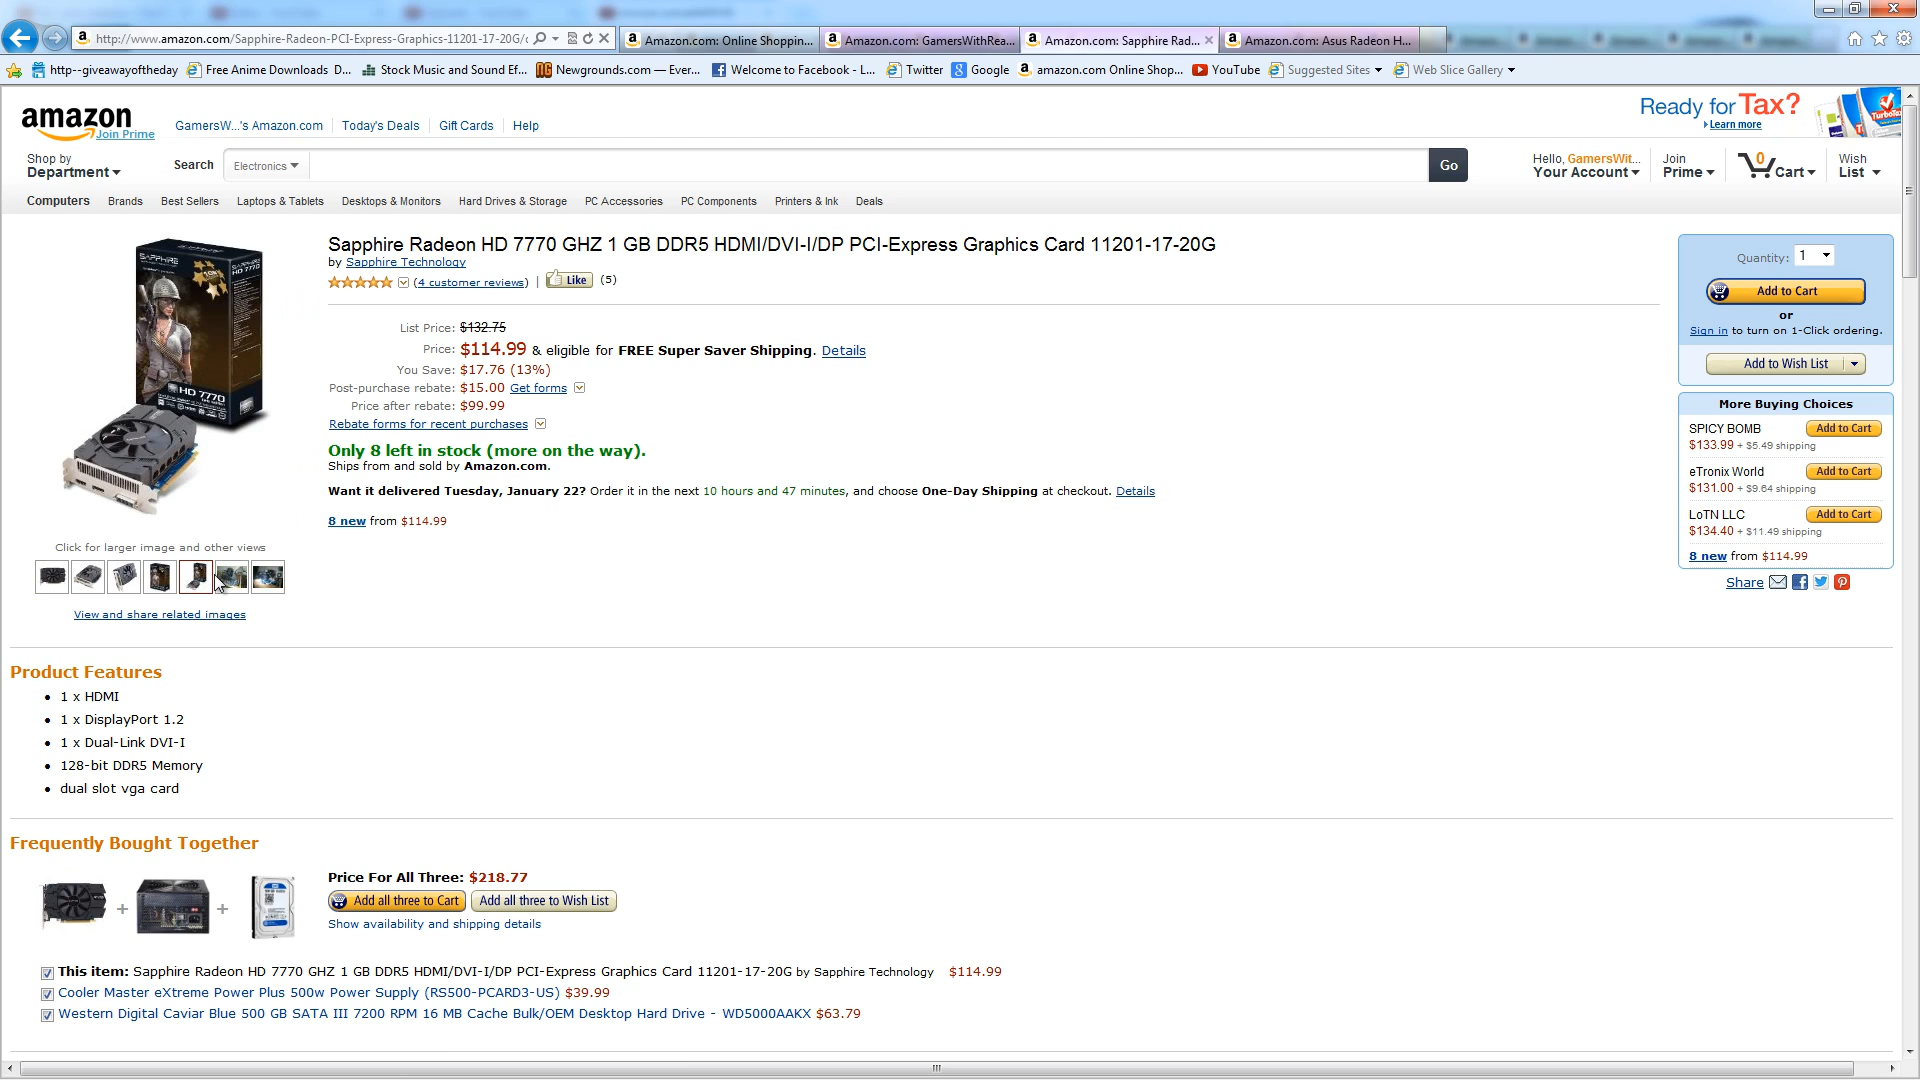 http://www.amazon.com/Sapphire-Radeon-PCI-Express-Graphics-11201-17-20G/
Amazon.com: Online Shoppin...
Amazon.com: GamersWithRea...
Amazon.com: Sapphire Rad...
Amazon.com: Asus Radeon H...
http--giveawayoftheday
Free Anime Downloads D...
Stock Music and Sound Ef...
Newgrounds.com — Ever...
Welcome to Facebook - L...
Twitter
Google
amazon.com Online Shop...
YouTube
Suggested Sites
Web Slice Gallery
amazon
Join Prime
GamersW...'s Amazon.com
Today's Deals
Gift Cards
Help
Ready for Tax?
Learn more
TurboTax
Shop by
Department
Search
Electronics
Go
Hello, GamersWit...
Your Account
Join
Prime
0
Cart
Wish
List
Computers
Brands
Best Sellers
Laptops & Tablets
Desktops & Monitors
Hard Drives & Storage
PC Accessories
PC Components
Printers & Ink
Deals
SAPPHIRE
HD 7770
Sapphire Radeon HD 7770 GHZ 1 GB DDR5 HDMI/DVI-I/DP PCI-Express Graphics Card 11201-17-20G
by Sapphire Technology
(4 customer reviews) | Like (5)
List Price: $132.75
Price: $114.99 & eligible for FREE Super Saver Shipping. Details
You Save: $17.76 (13%)
Post-purchase rebate: $15.00 Get forms
Price after rebate: $99.99
Rebate forms for recent purchases
Only 8 left in stock (more on the way).
Ships from and sold by Amazon.com.
Want it delivered Tuesday, January 22? Order it in the next 10 hours and 47 minutes, and choose One-Day Shipping at checkout. Details
8 new from $114.99
Click for larger image and other views
View and share related images
Quantity: 1
Add to Cart
or
Sign in to turn on 1-Click ordering.
Add to Wish List
More Buying Choices
SPICY BOMB
Add to Cart
$133.99 + $5.49 shipping
eTronix World
Add to Cart
$131.00 + $9.64 shipping
LoTN LLC
Add to Cart
$134.40 + $11.49 shipping
8 new from $114.99
Share
Product Features
1 x HDMI
1 x DisplayPort 1.2
1 x Dual-Link DVI-I
128-bit DDR5 Memory
dual slot vga card
Frequently Bought Together
Price For All Three: $218.77
Add all three to Cart
Add all three to Wish List
Show availability and shipping details
This item: Sapphire Radeon HD 7770 GHZ 1 GB DDR5 HDMI/DVI-I/DP PCI-Express Graphics Card 11201-17-20G by Sapphire Technology $114.99
Cooler Master eXtreme Power Plus 500w Power Supply (RS500-PCARD3-US) $39.99
Western Digital Caviar Blue 500 GB SATA III 7200 RPM 16 MB Cache Bulk/OEM Desktop Hard Drive - WD5000AAKX $63.79